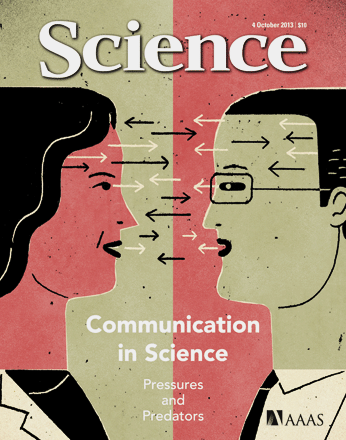 Science
4 October 2013 | $10
Communication
in Science
Pressures
and
Predators
AAAS